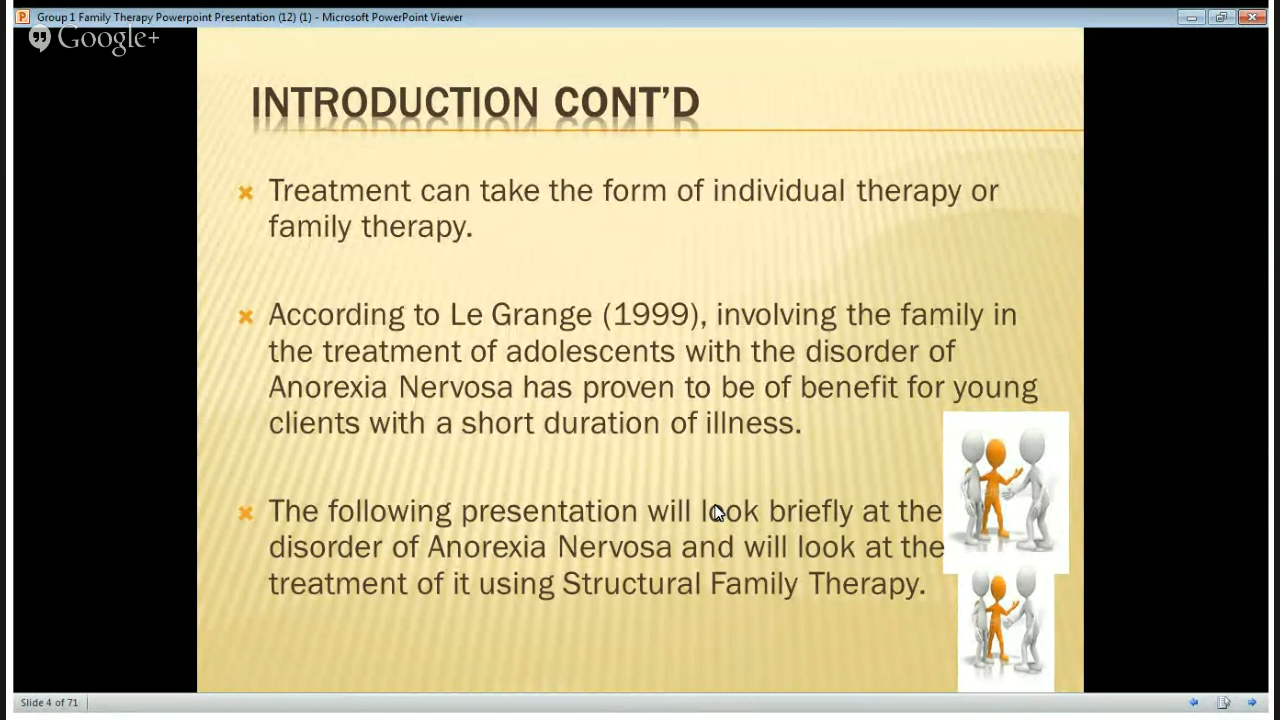 Group 1 Family Therapy Powerpoint Presentation (12) (1) - Microsoft PowerPoint Viewer
Google+
INTRODUCTION CONT'D
Treatment can take the form of individual therapy or
family therapy.
According to Le Grange (1999), involving the family in
the treatment of adolescents with the disorder of
Anorexia Nervosa has proven to be of benefit for young
clients with a short duration of illness.
The following presentation will look briefly at the
disorder of Anorexia Nervosa and will look at the
treatment of it using Structural Family Therapy.
Slide 4 of 71